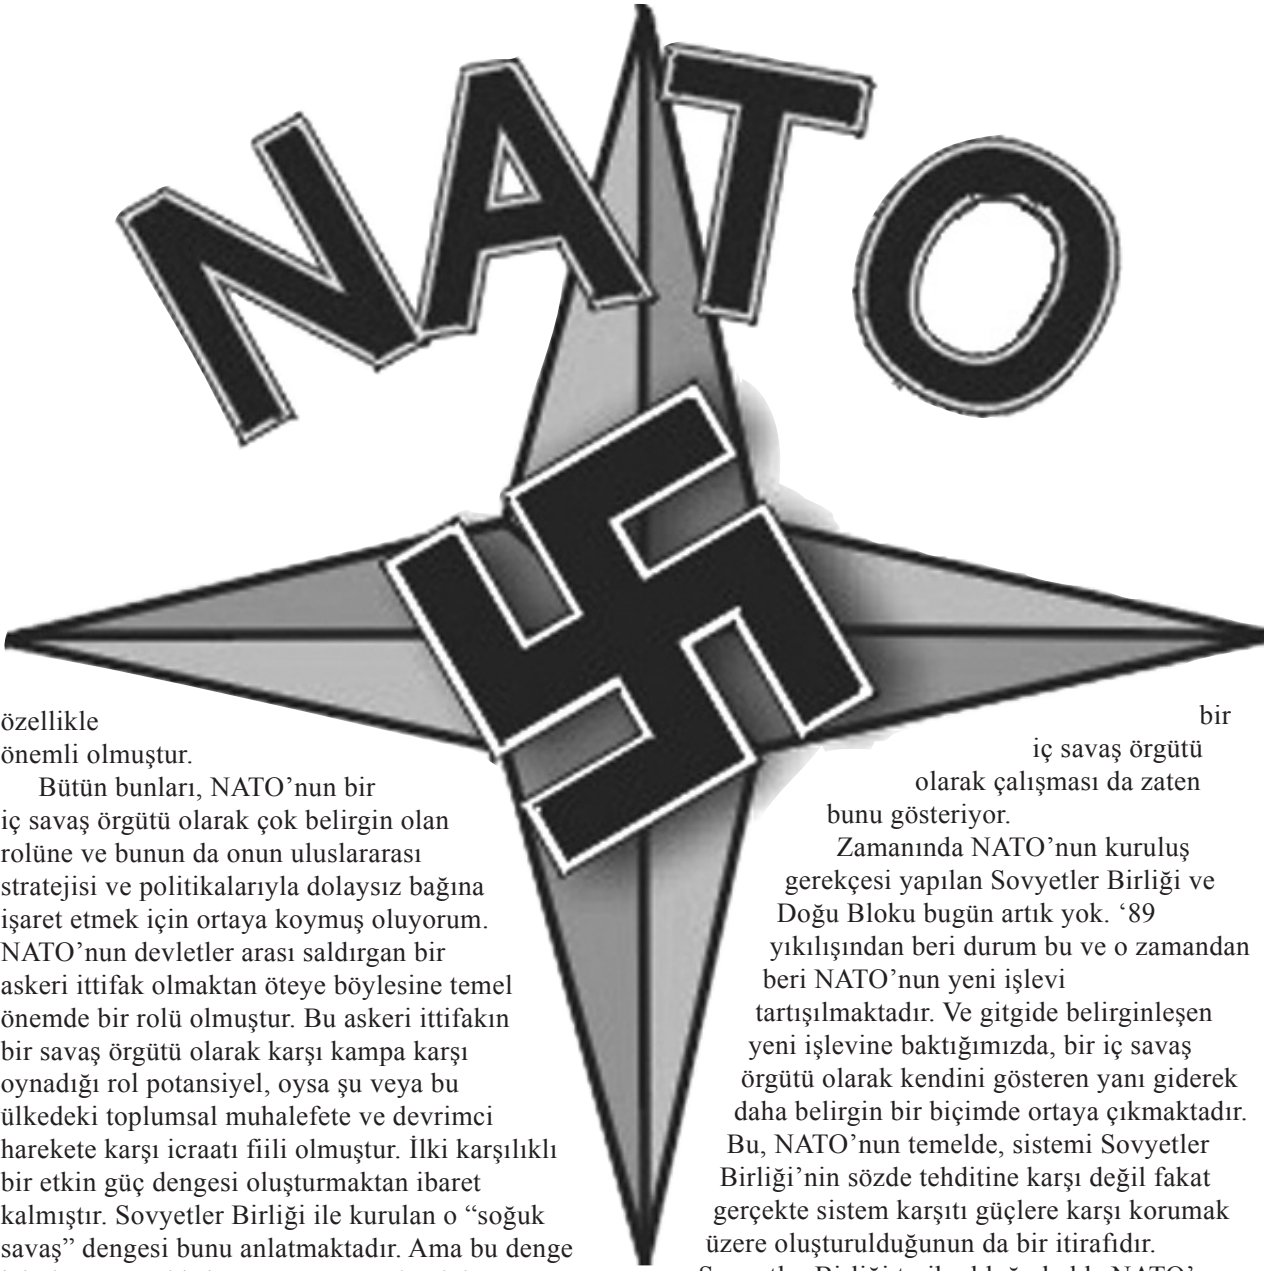 NATO
özellikle
önemli olmuştur.
Bütün bunları, NATO’nun bir
iç savaş örgütü olarak çok belirgin olan
rolüne ve bunun da onun uluslararası
stratejisi ve politikalarıyla dolaysız bağına
işaret etmek için ortaya koymuş oluyorum.
NATO’nun devletler arası saldırgan bir
askeri ittifak olmaktan öteye böylesine temel
önemde bir rolü olmuştur. Bu askeri ittifakın
bir savaş örgütü olarak karşı kampa karşı
oynadığı rol potansiyel, oysa şu veya bu
ülkedeki toplumsal muhalefete ve devrimci
harekete karşı icraatı fiili olmuştur. İlki karşılıklı
bir etkin güç dengesi oluşturmaktan ibaret
kalmıştır. Sovyetler Birliği ile kurulan o “soğuk
savaş” dengesi bunu anlatmaktadır. Ama bu denge
bir
iç savaş örgütü
olarak çalışması da zaten
bunu gösteriyor.
Zamanında NATO’nun kuruluş
gerekçesi yapılan Sovyetler Birliği ve
Doğu Bloku bugün artık yok. ‘89
yıkılışından beri durum bu ve o zamandan
beri NATO’nun yeni işlevi
tartışılmaktadır. Ve gitgide belirginleşen
yeni işlevine baktığımızda, bir iç savaş
örgütü olarak kendini gösteren yanı giderek
daha belirgin bir biçimde ortaya çıkmaktadır.
Bu, NATO’nun temelde, sistemi Sovyetler
Birliği’nin sözde tehditine karşı değil fakat
gerçekte sistem karşıtı güçlere karşı korumak
üzere oluşturulduğunun da bir itirafıdır.